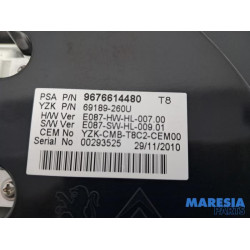 PSA P/N 9676614480 T8
YZK P/N 69189-260U
H/W Ver E087-HW-HL-007.00
S/W Ver E087-SW-HL-009.01
CEM No YZK-CMB-T8C2-CEM00
Serial No 00293525 29/11/2010
MARESIA
PARTS